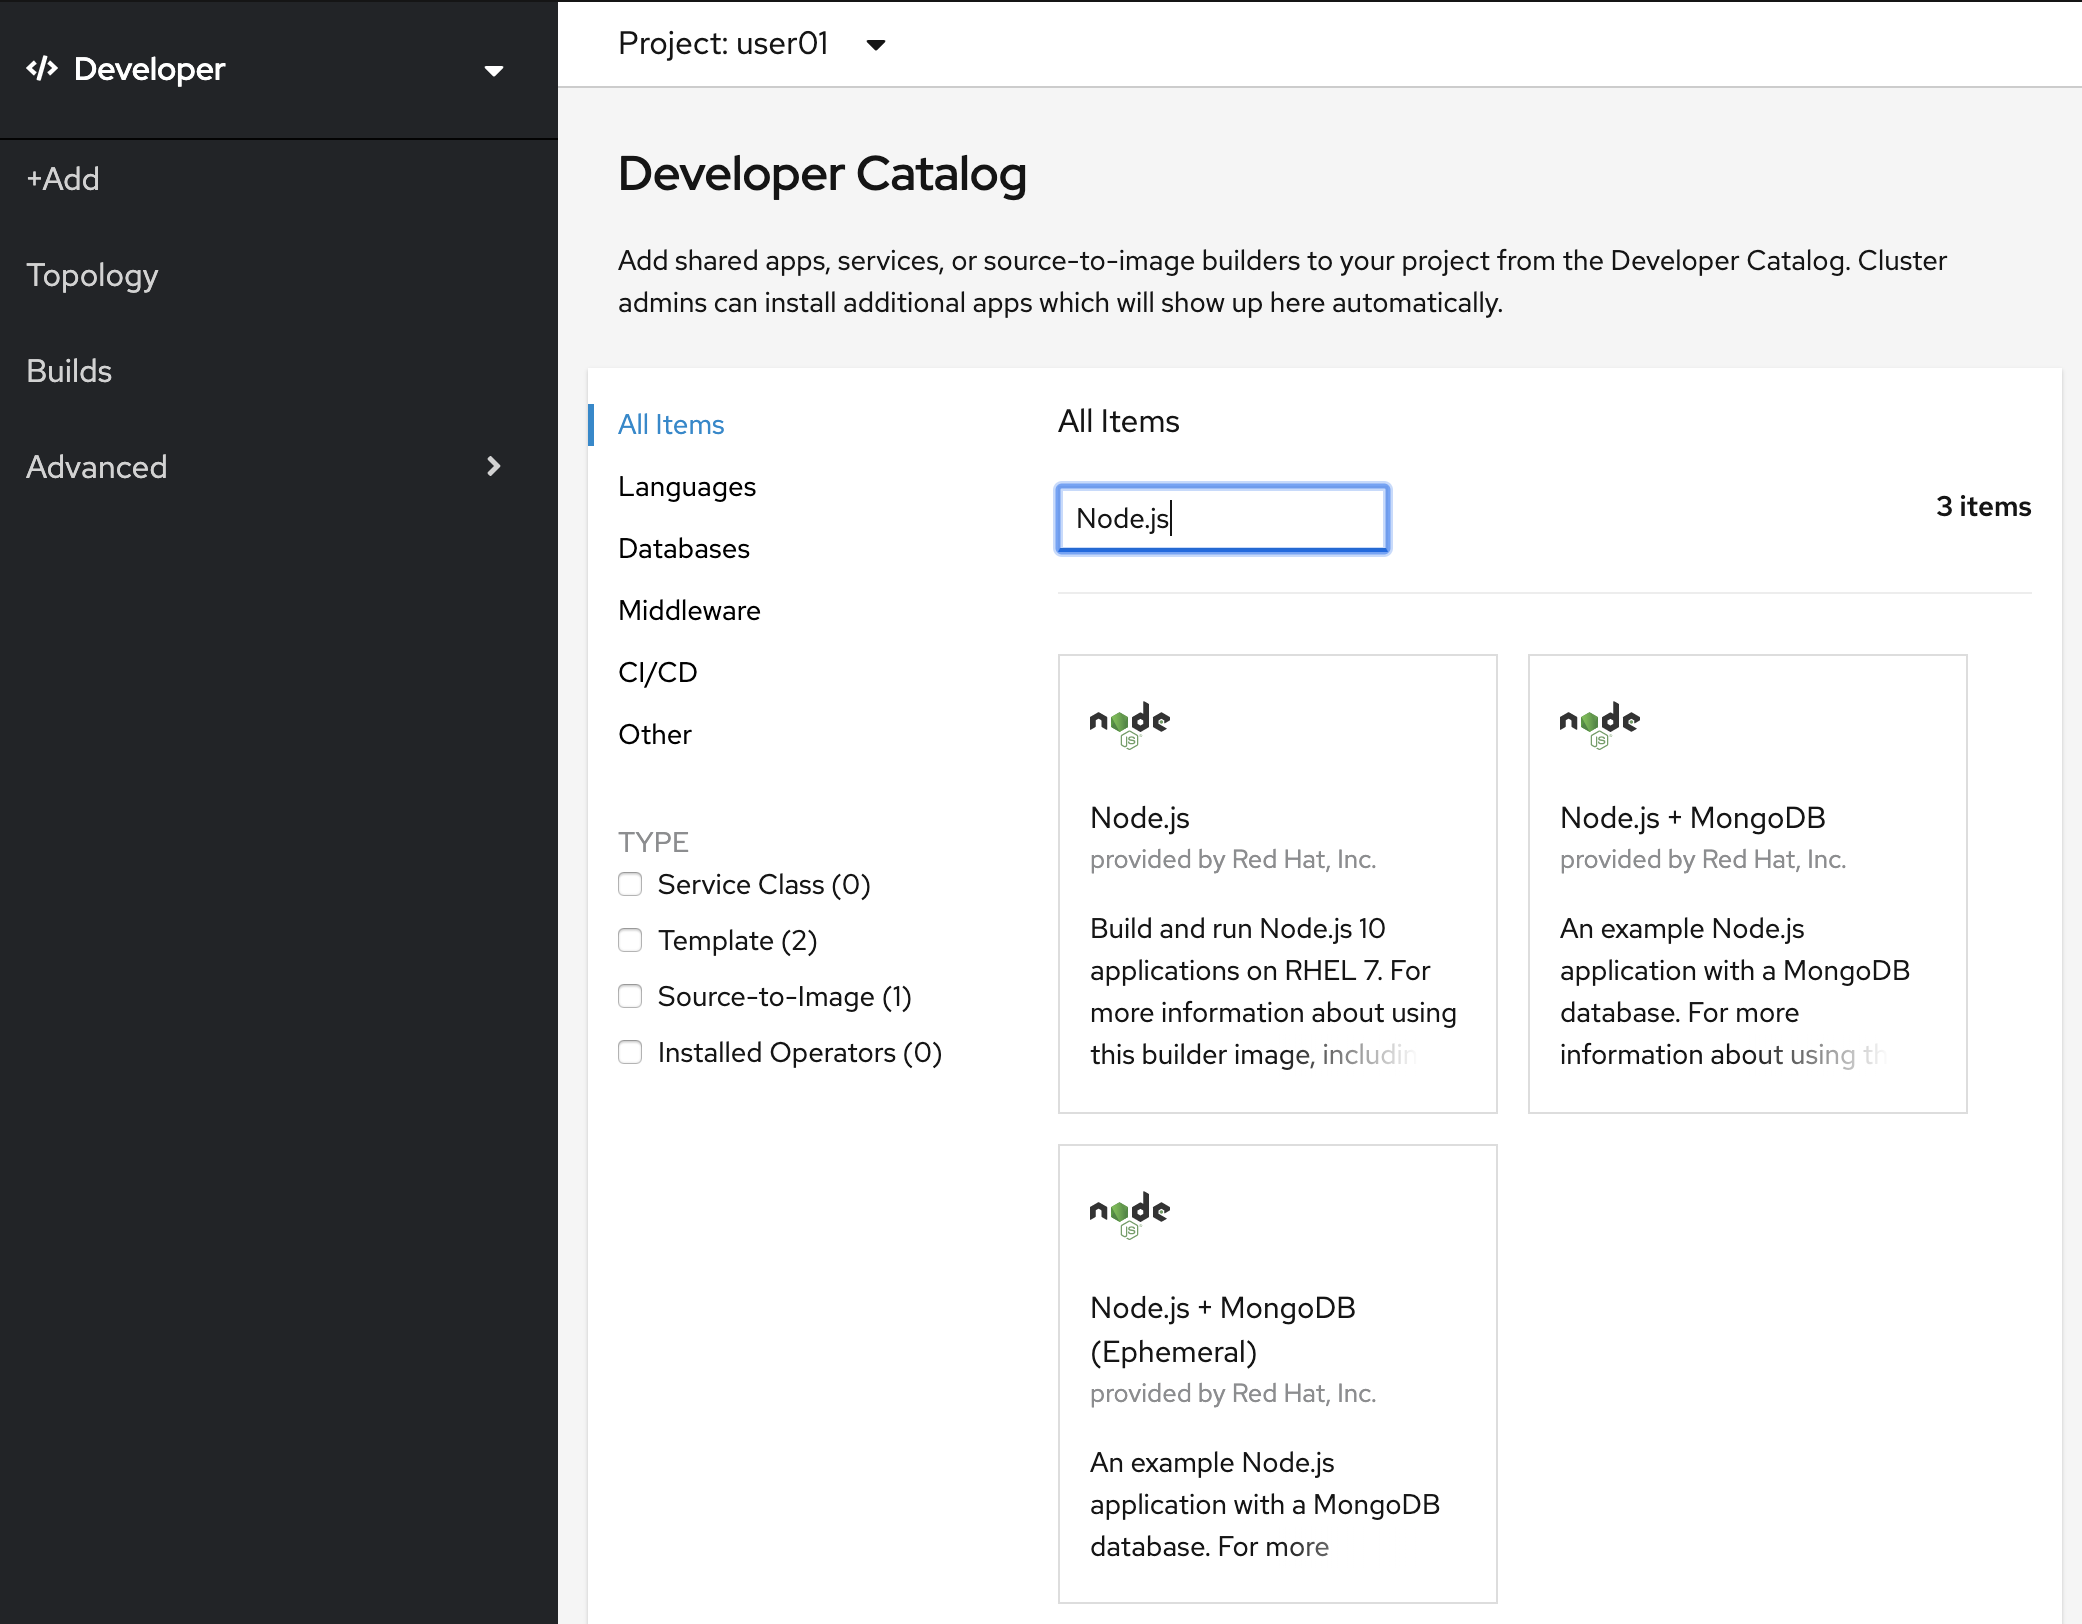 Developer
+Add
Topology
Builds
Advanced
Project: user01
Developer Catalog
Add shared apps, services, or source-to-image builders to your project from the Developer Catalog. Cluster
admins can install additional apps which will show up here automatically.
All Items
Languages
Databases
Middleware
CI/CD
Other
TYPE
Service Class (0)
Template (2)
Source-to-Image (1)
Installed Operators (0)
All Items
Node.js
3 items
node
JS
Node.js
provided by Red Hat, Inc.
Build and run Node.js 10
applications on RHEL 7. For
more information about using
this builder image, includin
node
JS
Node.js + MongoDB
provided by Red Hat, Inc.
An example Node.js
application with a MongoDB
database. For more
information about using th
node
JS
Node.js + MongoDB
(Ephemeral)
provided by Red Hat, Inc.
An example Node.js
application with a MongoDB
database. For more